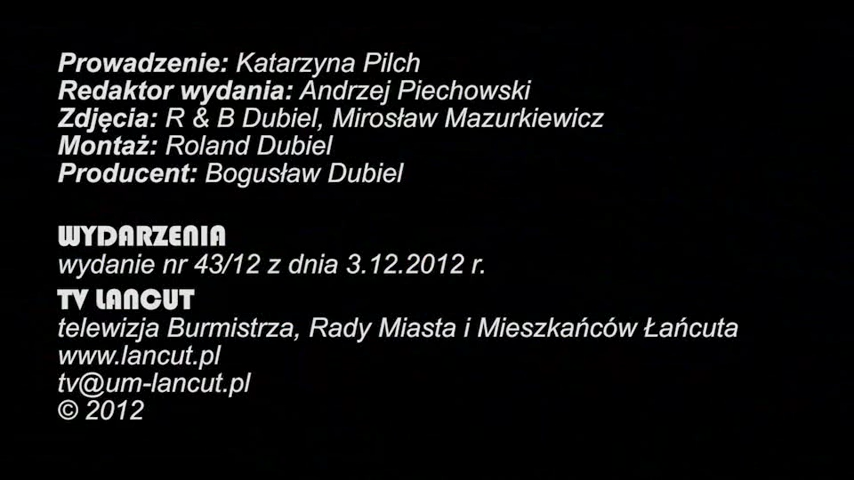 Prowadzenie: Katarzyna Pilch
Redaktor wydania: Andrzej Piechowski
Zdjęcia: R & B Dubiel, Mirosław Mazurkiewicz
Montaż: Roland Dubiel
Producent: Bogusław Dubiel
WYDARZENIA
wydanie nr 43/12 z dnia 3.12.2012 r.
TV LANCUT
telewizja Burmistrza, Rady Miasta i Mieszkańców Łańcuta
www.lancut.pl
tv@um-lancut.pl
© 2012